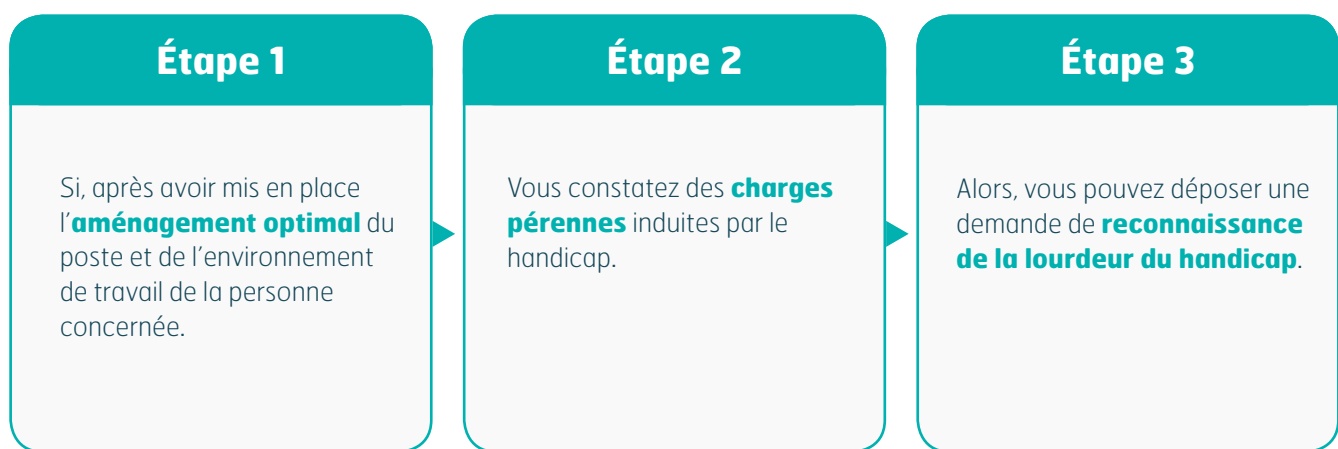 Étape 1
Si, après avoir mis en place
l'aménagement optimal du
poste et de l'environnement
de travail de la personne
concernée.
Étape 2
Vous constatez des charges
pérennes induites par le
handicap.
Étape 3
Alors, vous pouvez déposer une
demande de reconnaissance
de la lourdeur du handicap.